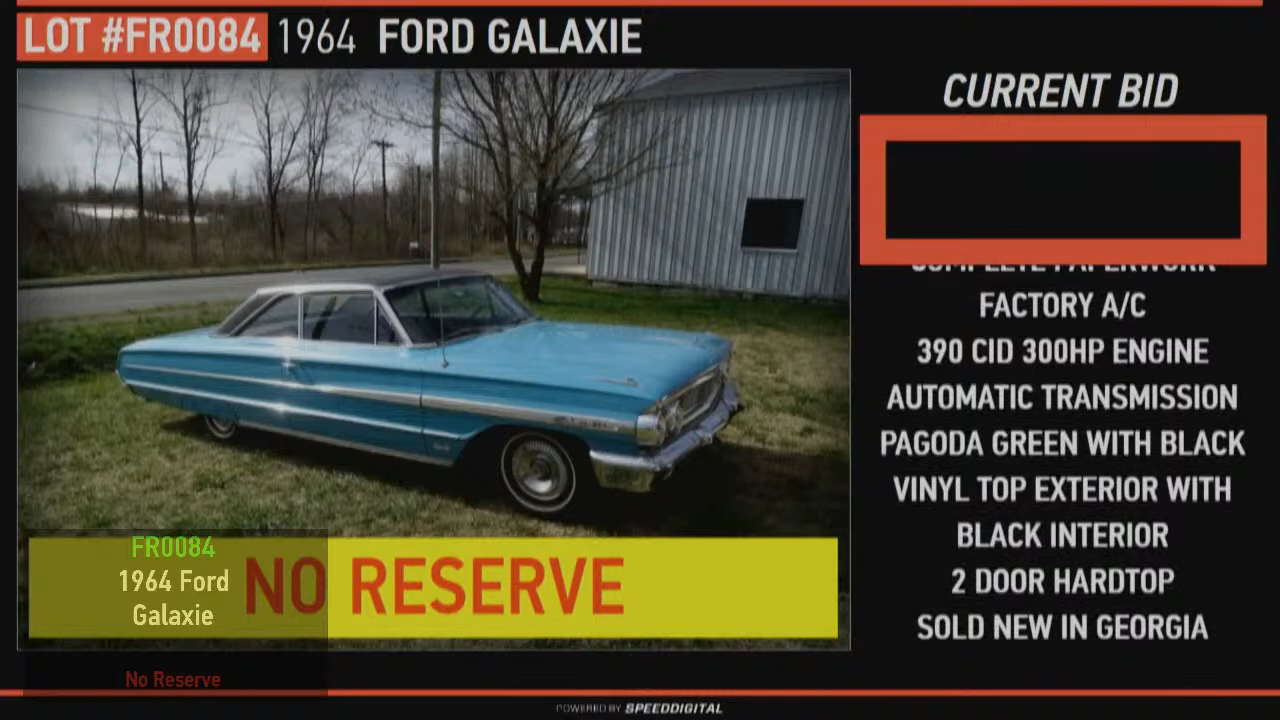 LOT #FR0084 1964 FORD GALAXIE
CURRENT BID
COMPLETE PAPERWORK
FACTORY A/C
390 CID 300HP ENGINE
AUTOMATIC TRANSMISSION
PAGODA GREEN WITH BLACK
VINYL TOP EXTERIOR WITH
BLACK INTERIOR
2 DOOR HARDTOP
SOLD NEW IN GEORGIA
NO RESERVE
FR0084
1964 Ford
Galaxie
No Reserve
POWERED BY SPEEDDIGITAL